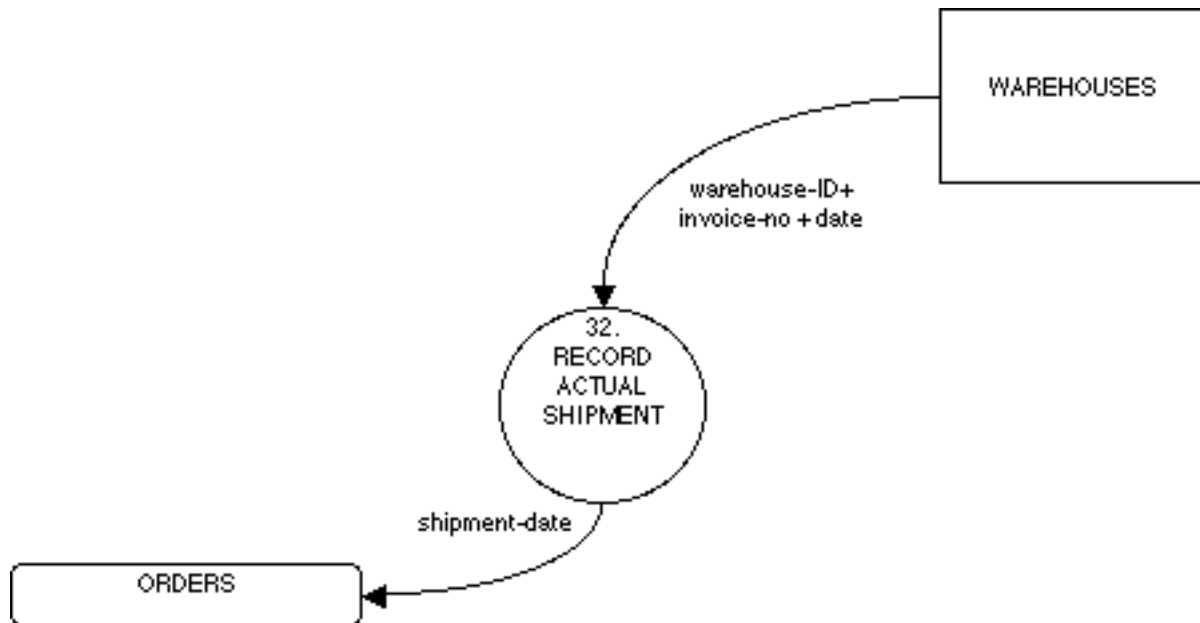 WAREHOUSES
warehouse-ID+
invoice-no + date
32.
RECORD
ACTUAL
SHIPMENT
shipment-date
ORDERS